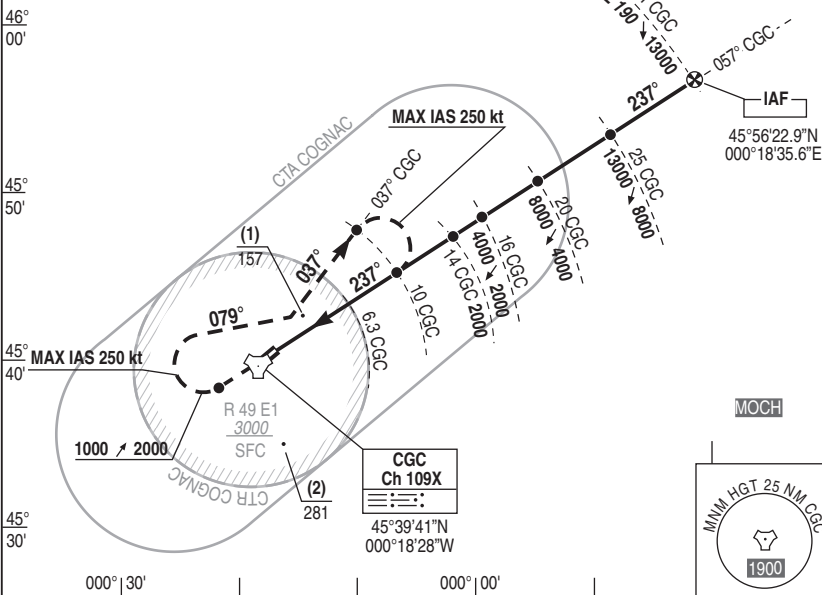 46°
00'
CGC
190
13000
057° CGC
IAF
45°56'22.9"N
000°18'35.6"E
237°
MAX IAS 250 kt
CTA COGNAC
037° CGC
25 CGC
13000 8000
45°
50'
20 CGC
8000 4000
(1)
157
037°
237°
16 CGC
4000 2000
14 CGC 2000
10 CGC
079°
6.3 CGC
45°
40'
MAX IAS 250 kt
R 49 E1
3000
SFC
1000 2000
CTR COGNAC
(2)
281
CGC
Ch 109X
45°39'41"N
000°18'28"W
MOCH
MNM HGT 25 NM CGC
1900
45°
30'
000° 30'
000° 00'